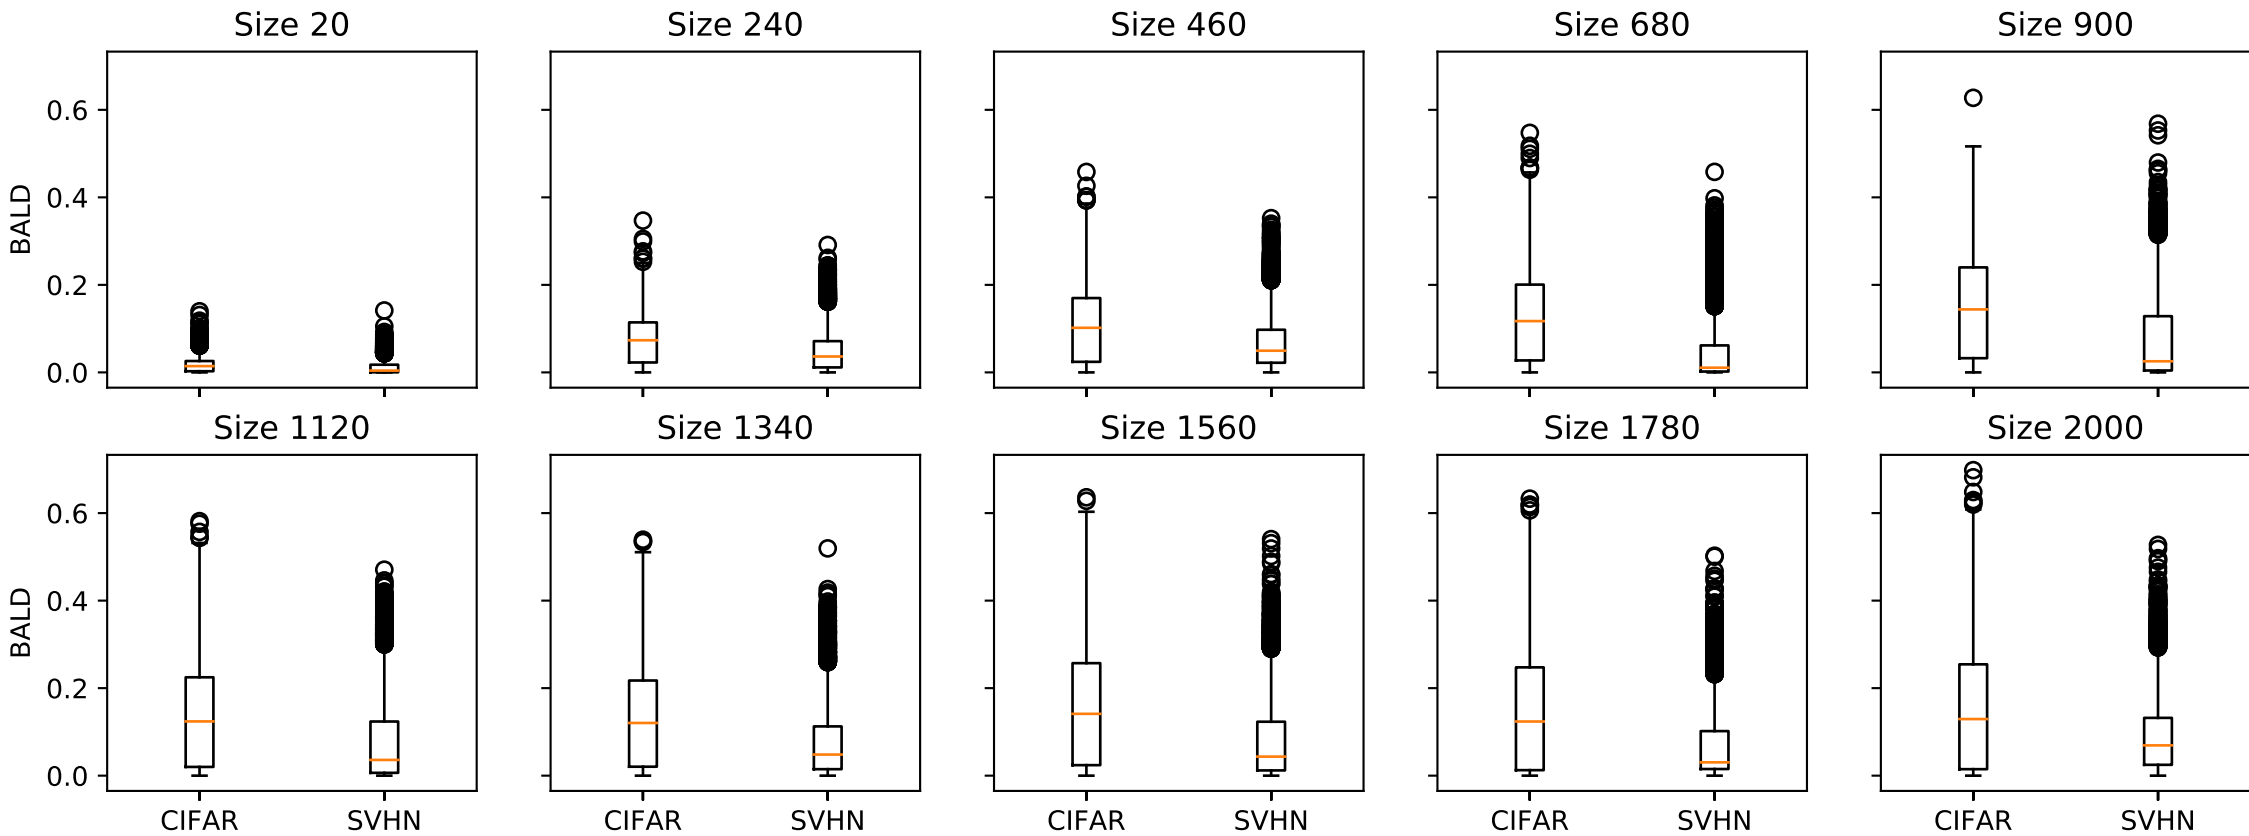 Size 20 Size 240 Size 460 Size 680 Size 900
0.6
0.4
0.2
0.0
BALD
Size 1120 Size 1340 Size 1560 Size 1780 Size 2000
0.6
0.4
0.2
0.0
BALD
CIFAR SVHN CIFAR SVHN CIFAR SVHN CIFAR SVHN CIFAR SVHN